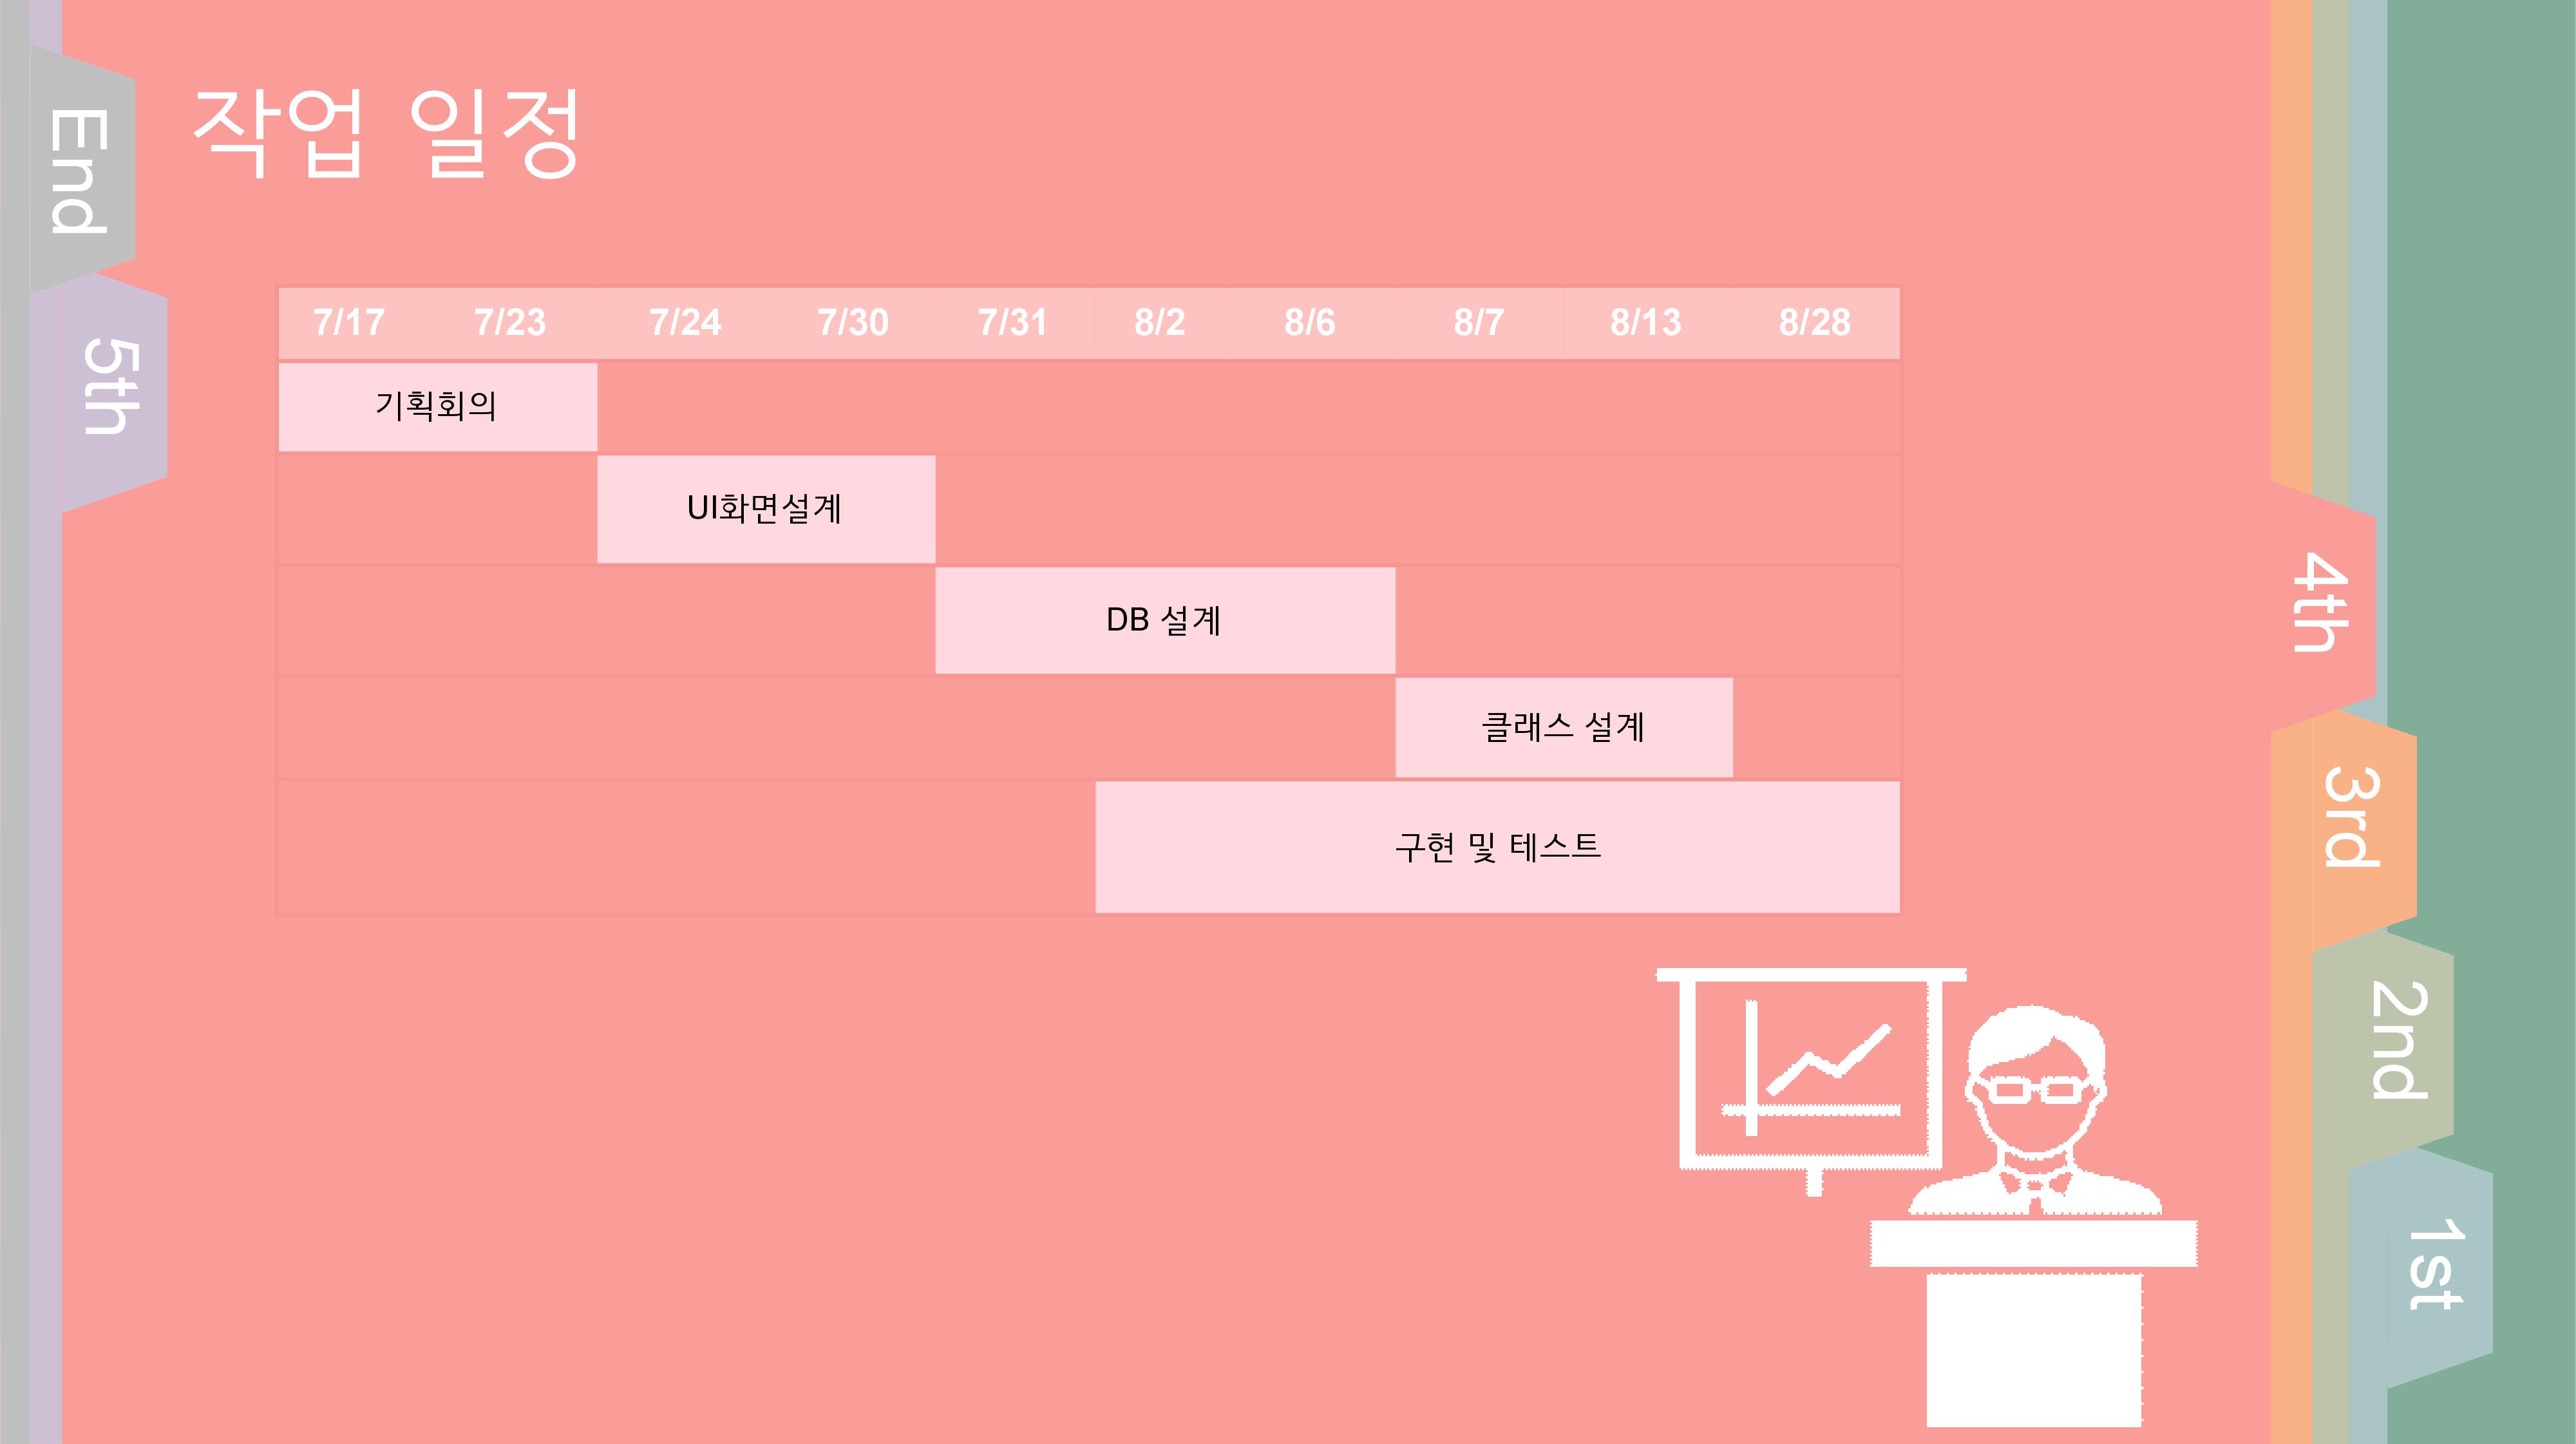 작업 일정
End
5th
7/17 7/23 7/24 7/30 7/31 8/2 8/6 8/7 8/13 8/28
기획회의
UI화면설계
DB 설계
클래스 설계
구현 및 테스트
4th
3rd
2nd
1st